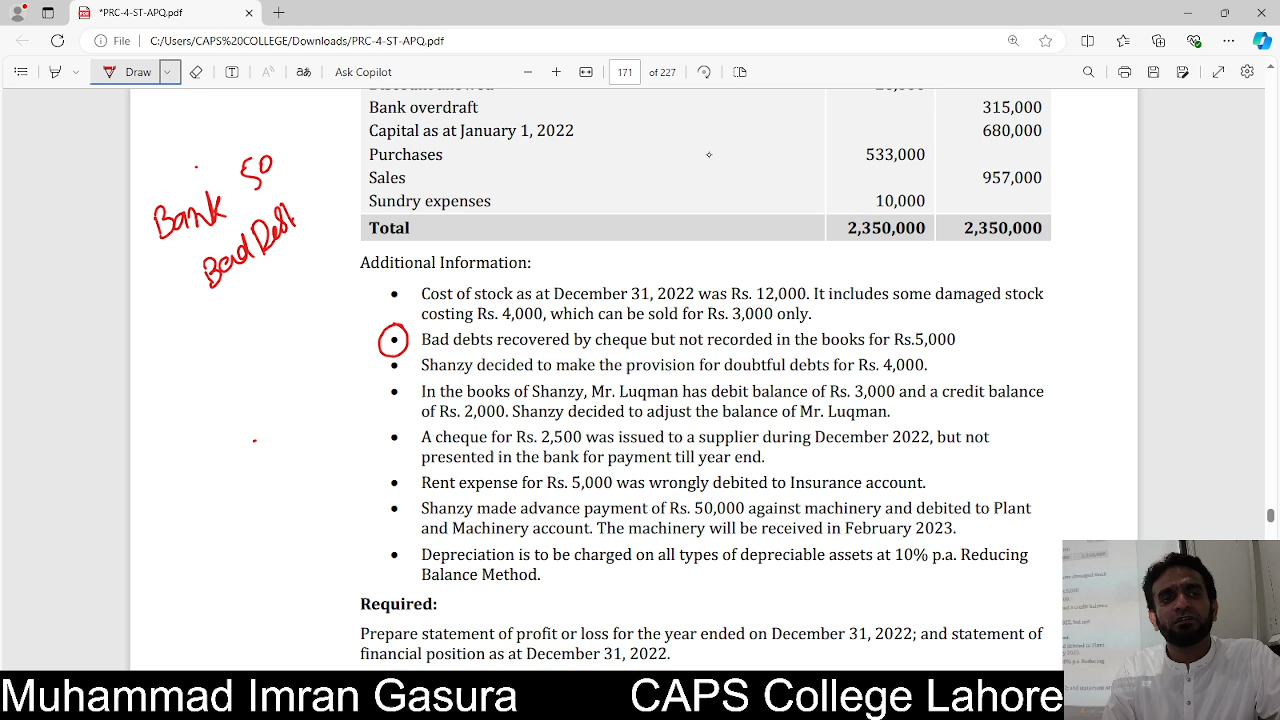 *PRC-4-ST-APQ.pdf
File C:/Users/CAPS%20COLLEGE/Downloads/PRC-4-ST-APQ.pdf
Draw Ask Copilot 171 of 227
Bank overdraft 315,000
Capital as at January 1, 2022 680,000
Purchases 533,000
Sales 957,000
Sundry expenses 10,000
Total 2,350,000 2,350,000
Bank 50
Bad Debt
Additional Information:
• Cost of stock as at December 31, 2022 was Rs. 12,000. It includes some damaged stock
costing Rs. 4,000, which can be sold for Rs. 3,000 only.
• Bad debts recovered by cheque but not recorded in the books for Rs.5,000
• Shanzy decided to make the provision for doubtful debts for Rs. 4,000.
• In the books of Shanzy, Mr. Luqman has debit balance of Rs. 3,000 and a credit balance
of Rs. 2,000. Shanzy decided to adjust the balance of Mr. Luqman.
• A cheque for Rs. 2,500 was issued to a supplier during December 2022, but not
presented in the bank for payment till year end.
• Rent expense for Rs. 5,000 was wrongly debited to Insurance account.
• Shanzy made advance payment of Rs. 50,000 against machinery and debited to Plant
and Machinery account. The machinery will be received in February 2023.
• Depreciation is to be charged on all types of depreciable assets at 10% p.a. Reducing
Balance Method.
Required:
Prepare statement of profit or loss for the year ended on December 31, 2022; and statement of
financial position as at December 31, 2022.
Muhammad Imran Gasura CAPS College Lahore